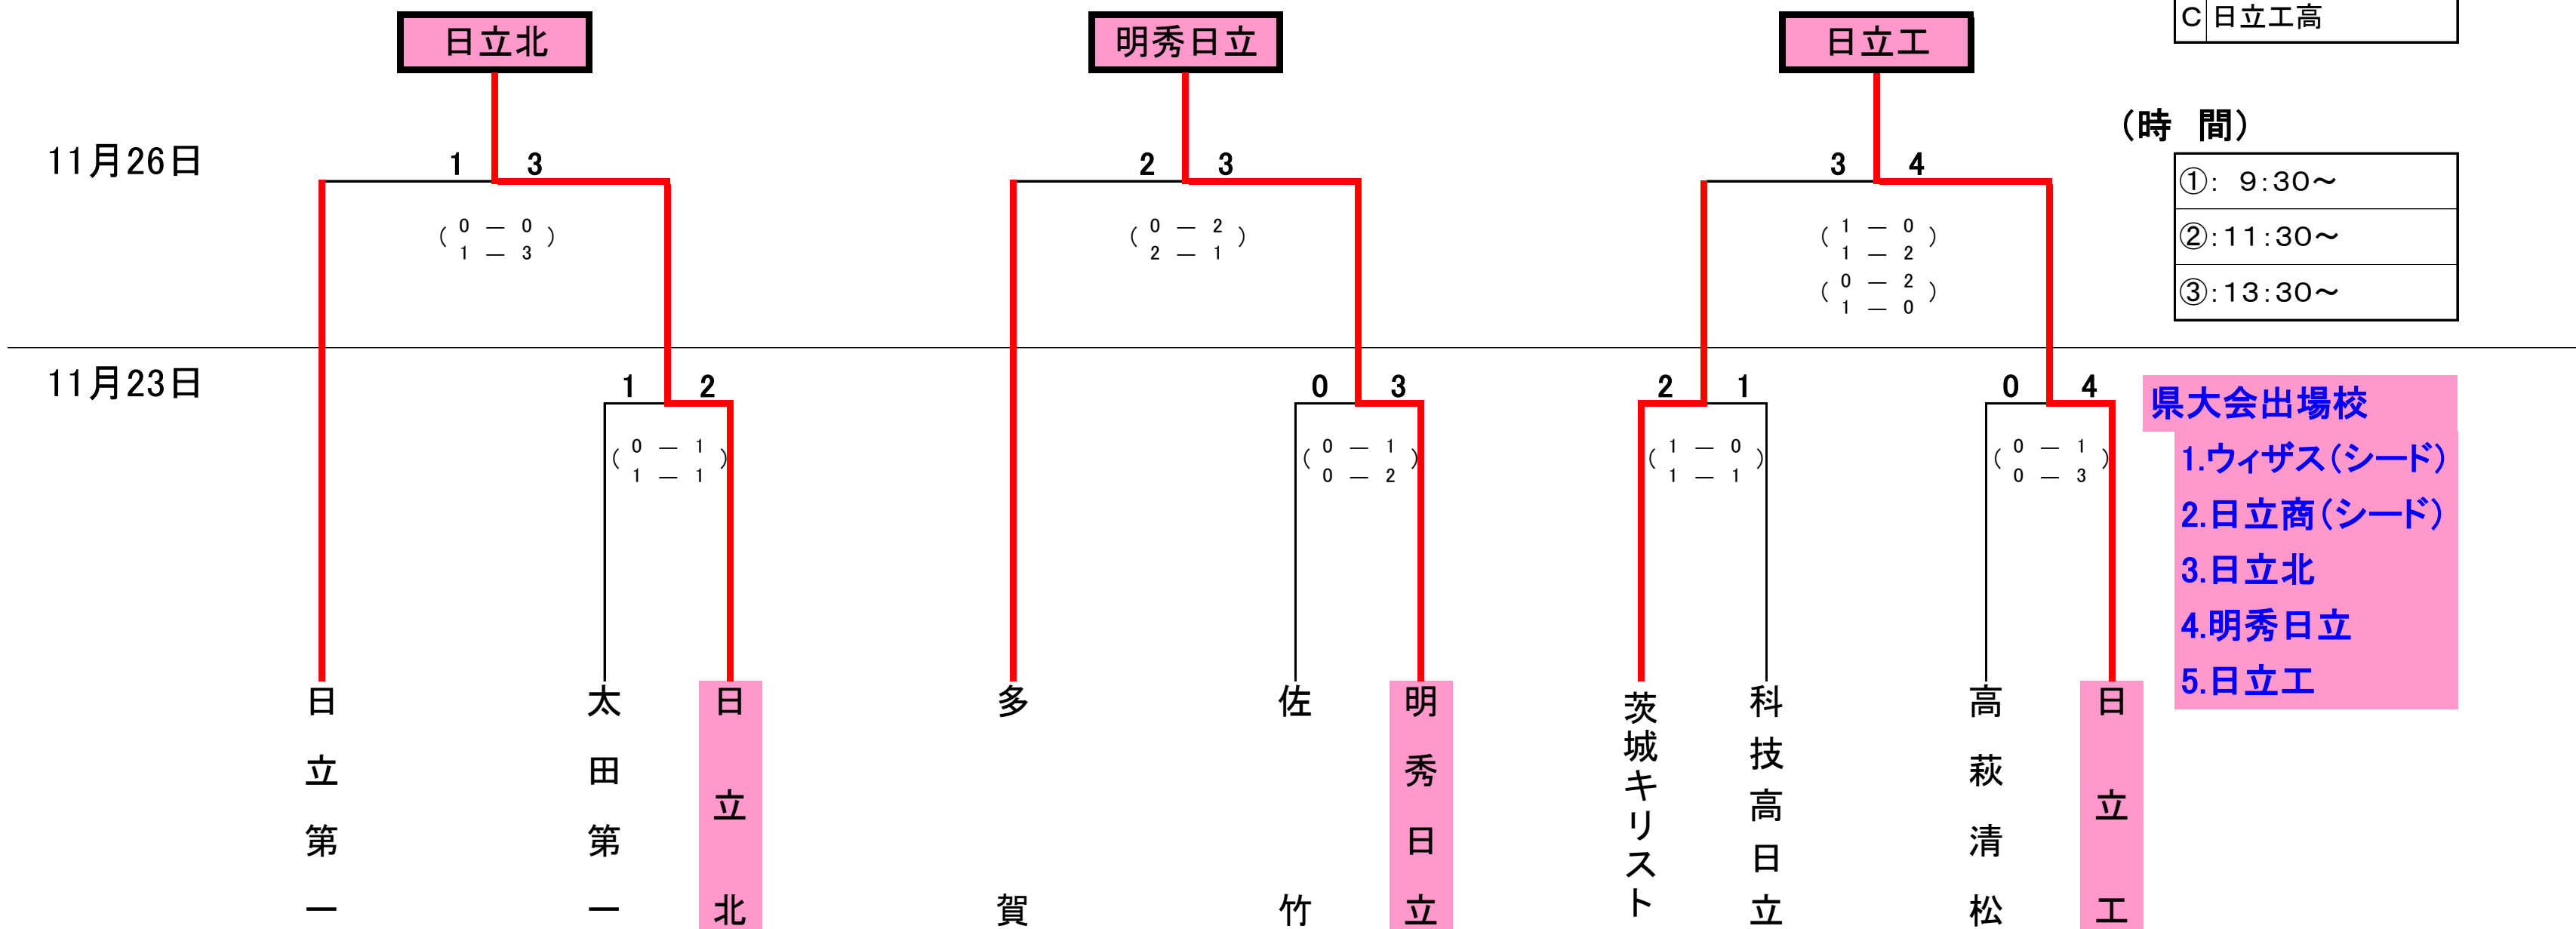 C 日立工高
日立北 明秀日立 日立工
(時　間)
11月26日
1 3 2 3 3 4
①: 9:30～
②:11:30～
③:13:30～
( 0 ― 0
1 ― 3 )
( 0 ― 2
2 ― 1 )
( 1 ― 0
1 ― 2 )
( 0 ― 2
1 ― 0 )
11月23日
1 2 0 3 2 1 0 4
( 0 ― 1
1 ― 1 )
( 0 ― 1
0 ― 2 )
( 1 ― 0
1 ― 1 )
( 0 ― 1
0 ― 3 )
県大会出場校
1.ウィザス(シード)
2.日立商(シード)
3.日立北
4.明秀日立
5.日立工
日立第一
太田第一
日立北
多賀
佐竹
明秀日立
茨城キリスト
科技高日立
高萩清松
日立工